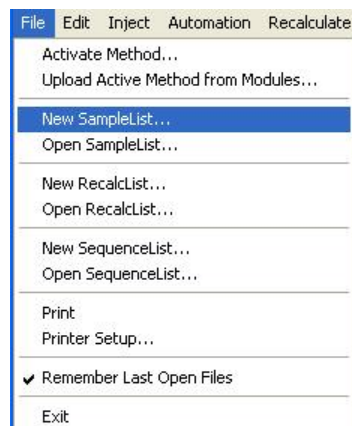 File Edit Inject Automation Recalculate
Activate Method...
Upload Active Method from Modules...
New SampleList...
Open SampleList...
New RecalcList...
Open RecalcList...
New SequenceList...
Open SequenceList...
Print
Printer Setup...
✔ Remember Last Open Files
Exit